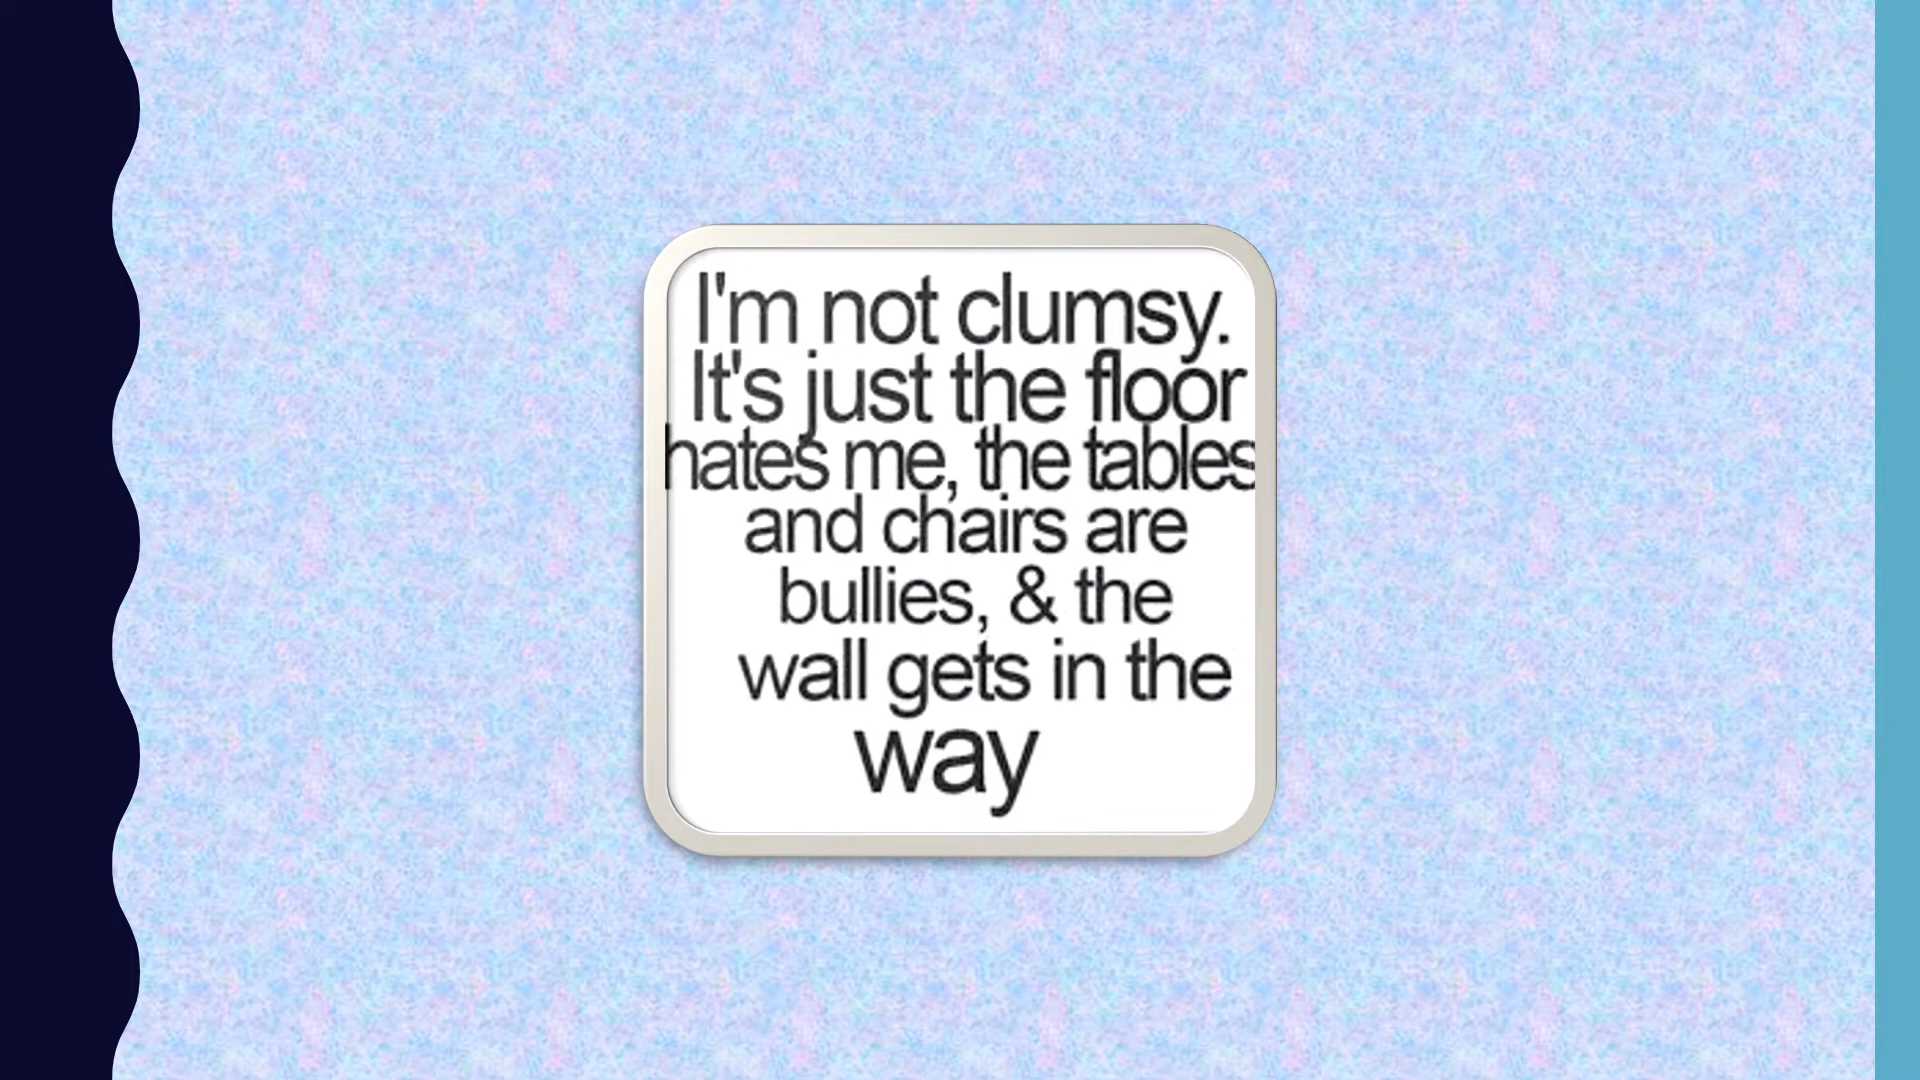 I'm not clumsy.
It's just the floor
hates me, the tables
and chairs are
bullies, & the
wall gets in the
way